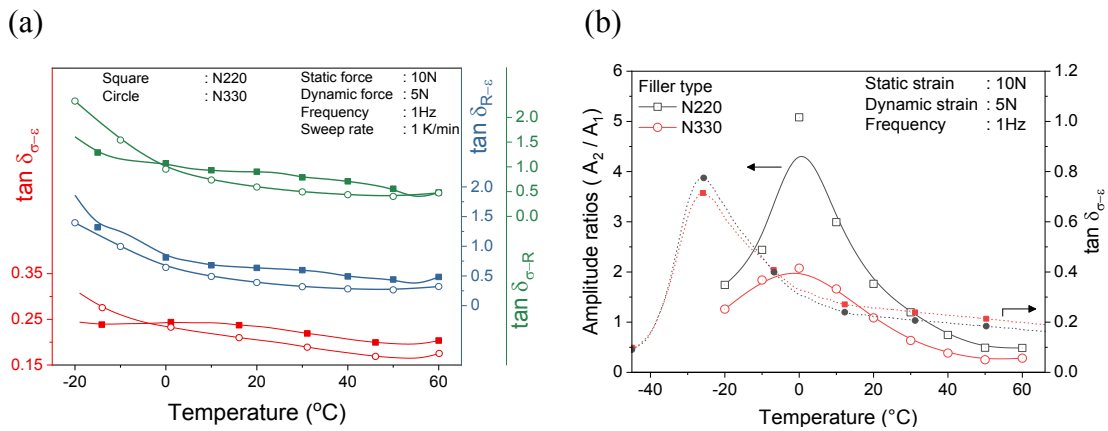 (a)
Square : N220
Circle : N330
Static force : 10N
Dynamic force : 5N
Frequency : 1Hz
Sweep rate : 1 K/min
tan δσ−ε
0.35
0.25
0.15
-20
0
20
40
60
Temperature (oC)
2.0
1.5
1.0
0.5
0
tan δR−ε
2.0
1.5
1.0
0.5
0.0
tan δσ−R
(b)
Filler type
N220
N330
Static strain : 10N
Dynamic strain : 5N
Frequency : 1Hz
Amplitude ratios ( A2 / A1)
6
5
4
3
2
1
0
-40
-20
0
20
40
60
Temperature (°C)
1.2
1.0
0.8
0.6
0.4
0.2
0.0
tan δσ−ε